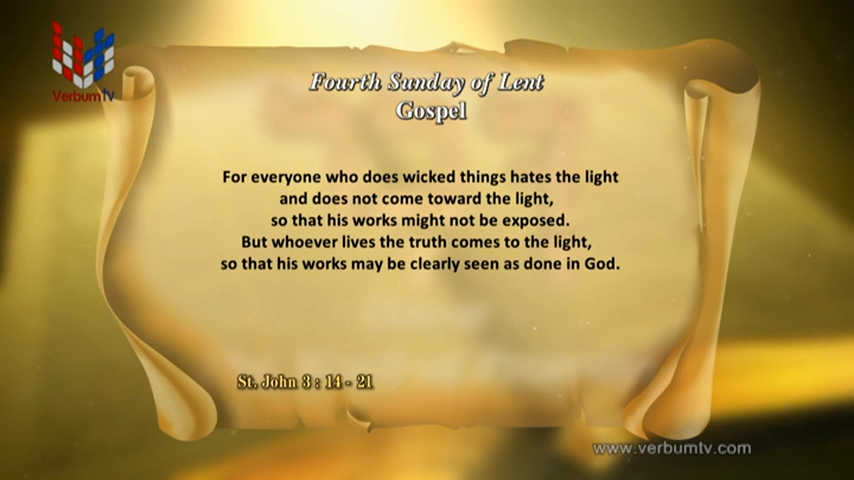 VerbumTV
Fourth Sunday of Lent
Gospel
For everyone who does wicked things hates the light
and does not come toward the light,
so that his works might not be exposed.
But whoever lives the truth comes to the light,
so that his works may be clearly seen as done in God.
St. John 3 : 14 - 21
www.verbumtv.com